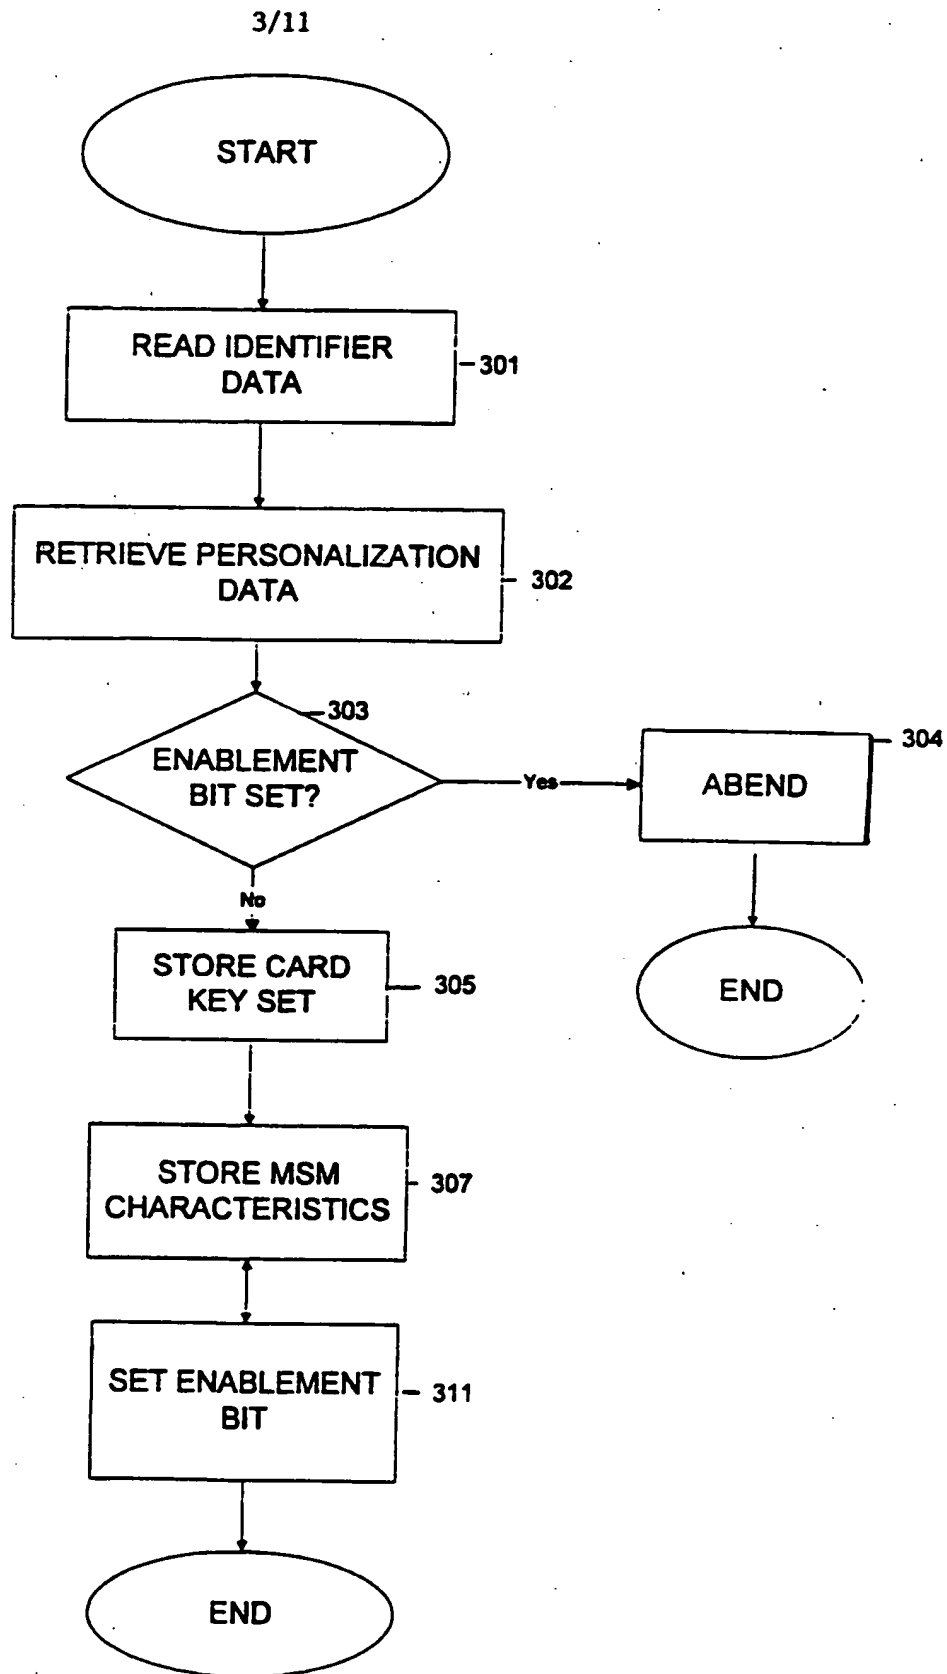 3/11
START
READ IDENTIFIER
DATA
301
RETRIEVE PERSONALIZATION
DATA
302
303
ENABLEMENT
BIT SET?
Yes
304
ABEND
No
STORE CARD
KEY SET
305
END
STORE MSM
CHARACTERISTICS
307
SET ENABLEMENT
BIT
311
END